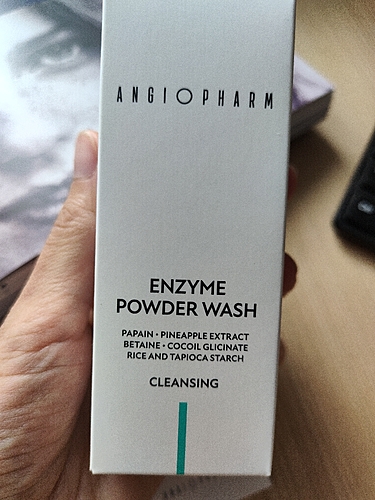 ANGIOPHARM
ENZYME
POWDER WASH
PAPAIN • PINEAPPLE EXTRACT
BETAINE • COCOIL GLICINATE
RICE AND TAPIOCA STARCH
CLEANSING